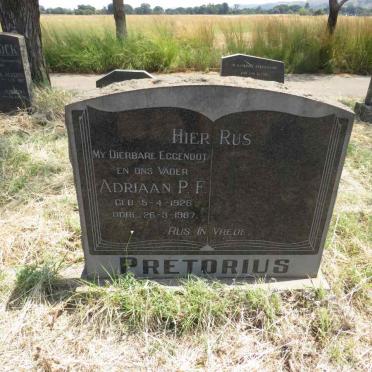 HIER RUS
MY DIERBARE EGGENOOT
EN ONS VADER
ADRIAAN P. F.
GEB. 5-4-1926
OORL. 26-3-1987
RUS IN VREDE
PRETORIUS